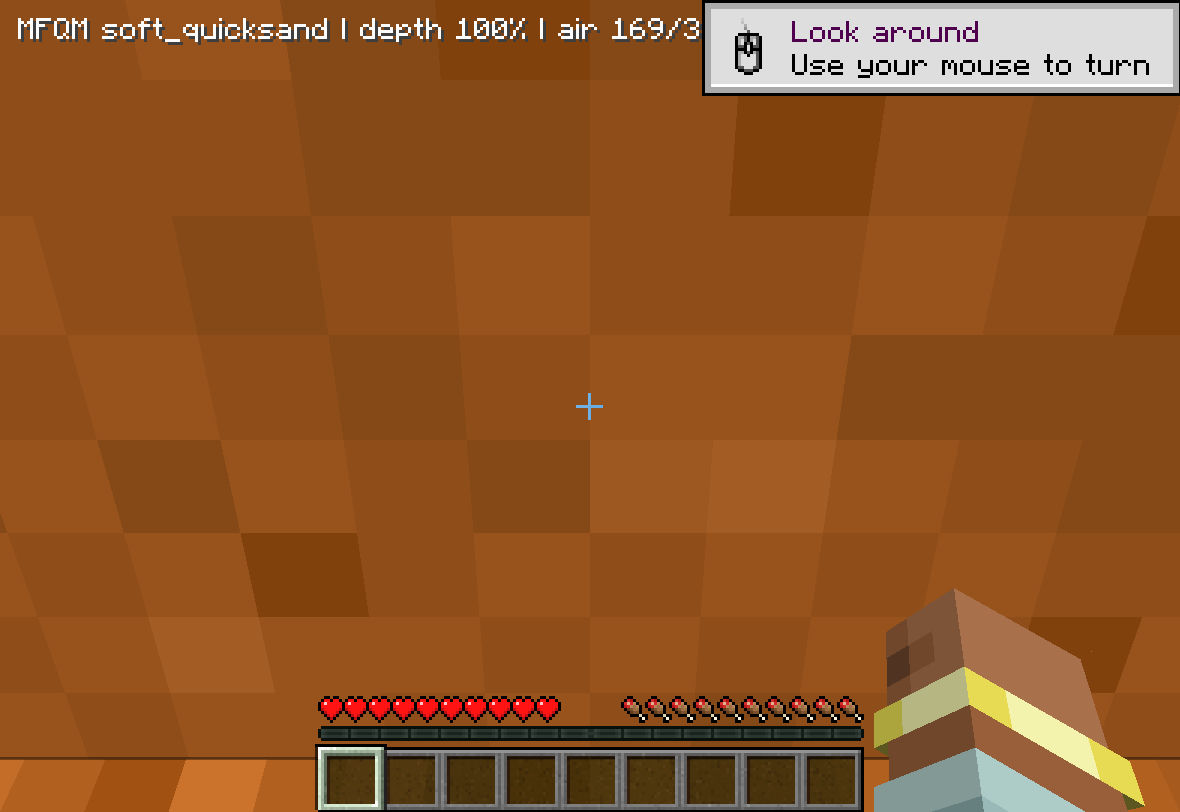 MFQM soft_quicksand | depth 100% | air 169/3
Look around
Use your mouse to turn